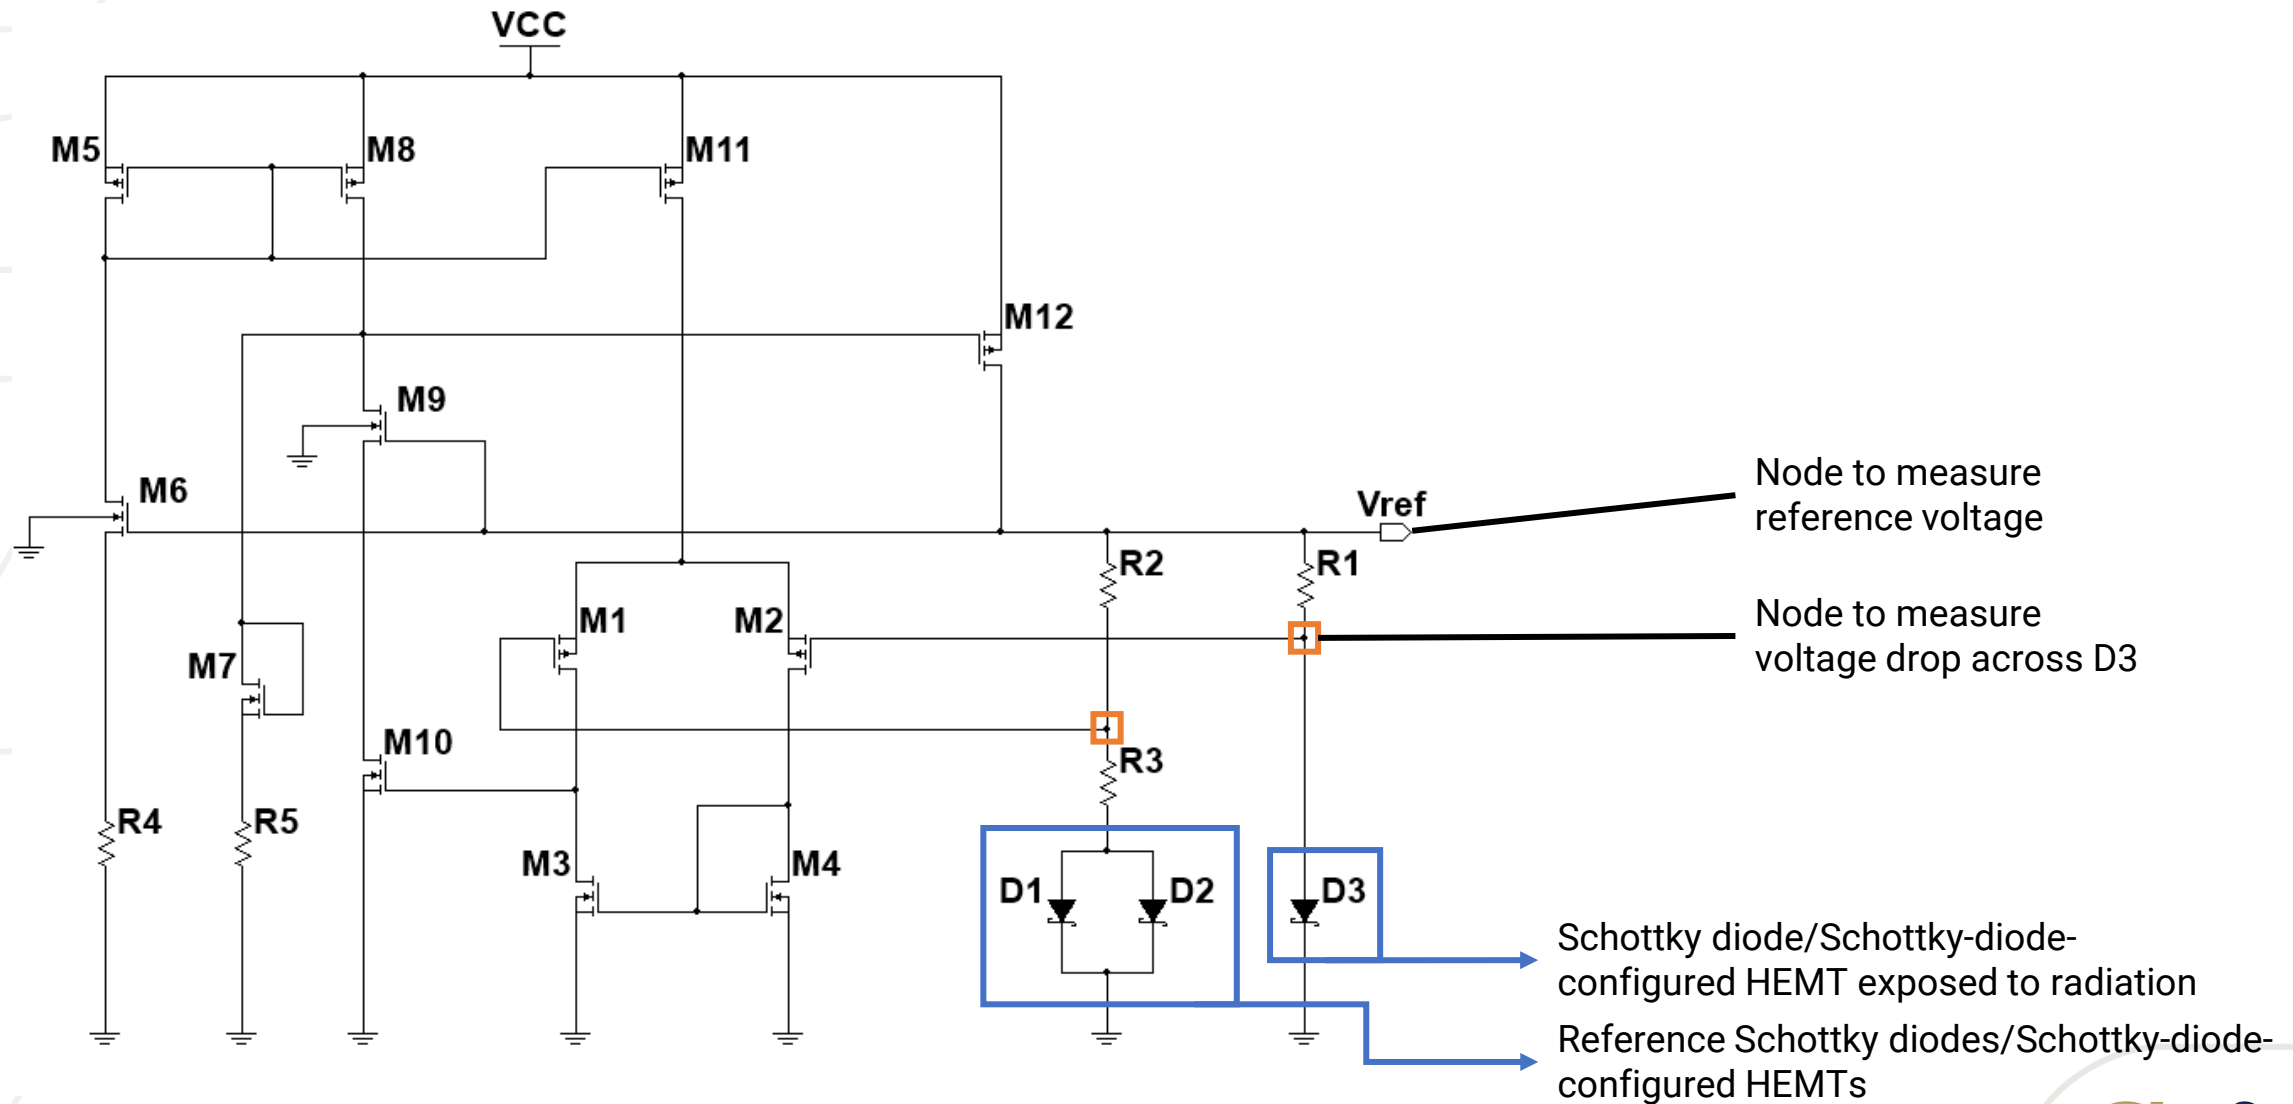 VCC
M5
M8
M11
M12
M9
M6
Vref
Node to measure
reference voltage
R2
R1
M1
M2
Node to measure
voltage drop across D3
M7
M10
R3
R4
R5
M3
M4
D1
D2
D3
Schottky diode/Schottky-diode-
configured HEMT exposed to radiation
Reference Schottky diodes/Schottky-diode-
configured HEMTs